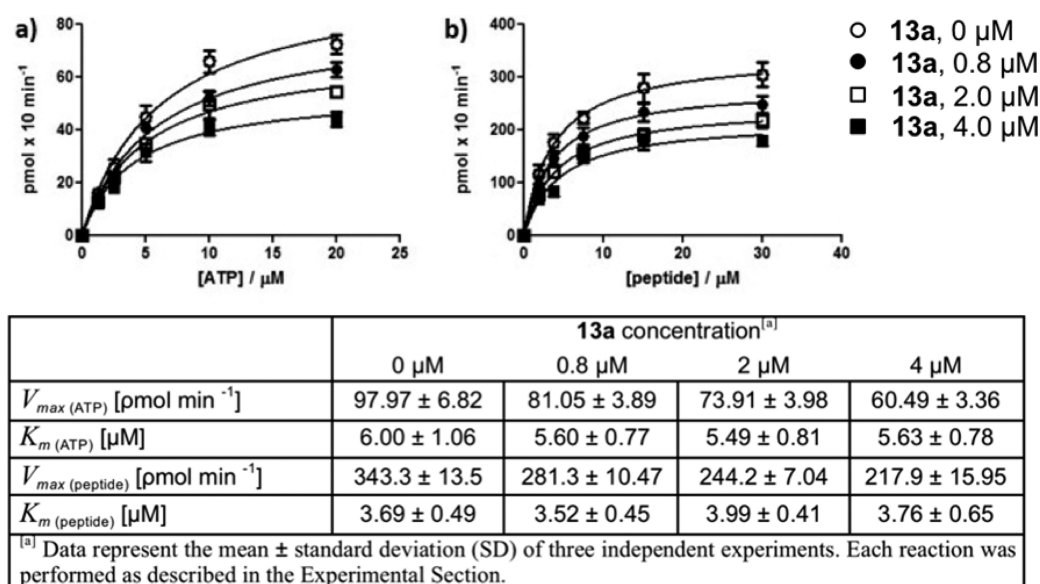 a)
80
60
40
20
0
pmol x 10 min⁻¹
0 5 10 15 20 25
[ATP] / µM
b)
400
300
200
100
0
pmol x 10 min⁻¹
0 10 20 30 40
[peptide] / µM
13a, 0 µM
13a, 0.8 µM
13a, 2.0 µM
13a, 4.0 µM
13a concentration[a]
0 µM 0.8 µM 2 µM 4 µM
Vmax (ATP) [ρmol min ⁻¹] 97.97 ± 6.82 81.05 ± 3.89 73.91 ± 3.98 60.49 ± 3.36
Km (ATP) [µM] 6.00 ± 1.06 5.60 ± 0.77 5.49 ± 0.81 5.63 ± 0.78
Vmax (peptide) [ρmol min ⁻¹] 343.3 ± 13.5 281.3 ± 10.47 244.2 ± 7.04 217.9 ± 15.95
Km (peptide) [µM] 3.69 ± 0.49 3.52 ± 0.45 3.99 ± 0.41 3.76 ± 0.65
[a] Data represent the mean ± standard deviation (SD) of three independent experiments. Each reaction was
performed as described in the Experimental Section.